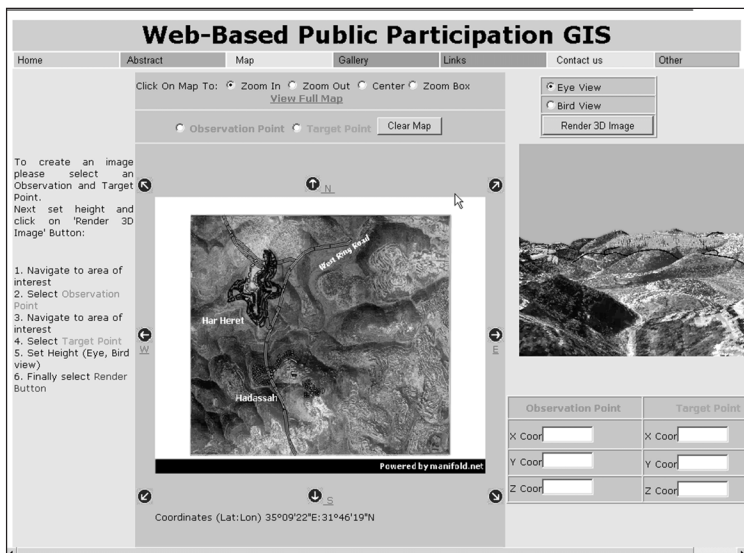 Web-Based Public Participation GIS
Home Abstract Map Gallery Links Contact us Other
Click On Map To: Zoom In Zoom Out Center Zoom Box
View Full Map
Observation Point Target Point Clear Map
Eye View
Bird View
Render 3D Image
To create an image
please select an
Observation and Target
Point.
Next set height and
click on 'Render 3D
Image' Button:
1. Navigate to area of
interest
2. Select Observation
Point
3. Navigate to area of
interest
4. Select Target Point
5. Set Height (Eye, Bird
view)
6. Finally select Render
Button
N
West Ring Road
Har Heret
W
E
Hadassah
Powered by manifold.net
S
Coordinates (Lat:Lon) 35º09'22"E:31º46'19"N
Observation Point Target Point
X Coor X Coor
Y Coor Y Coor
Z Coor Z Coor